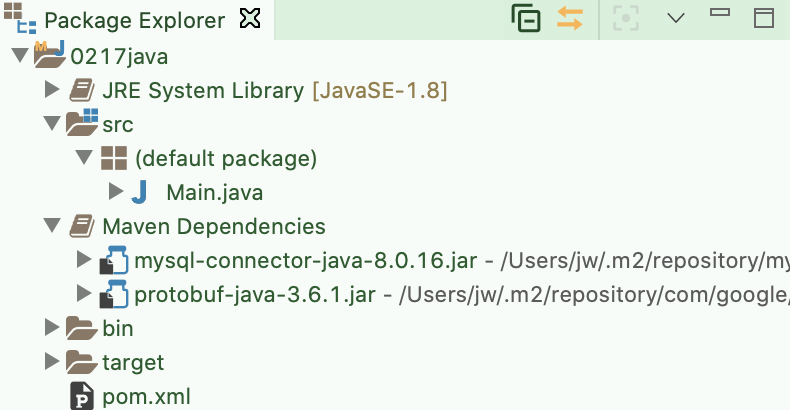 Package Explorer
0217java
JRE System Library [JavaSE-1.8]
src
(default package)
Main.java
Maven Dependencies
mysql-connector-java-8.0.16.jar - /Users/jw/.m2/repository/my
protobuf-java-3.6.1.jar - /Users/jw/.m2/repository/com/google/
bin
target
pom.xml